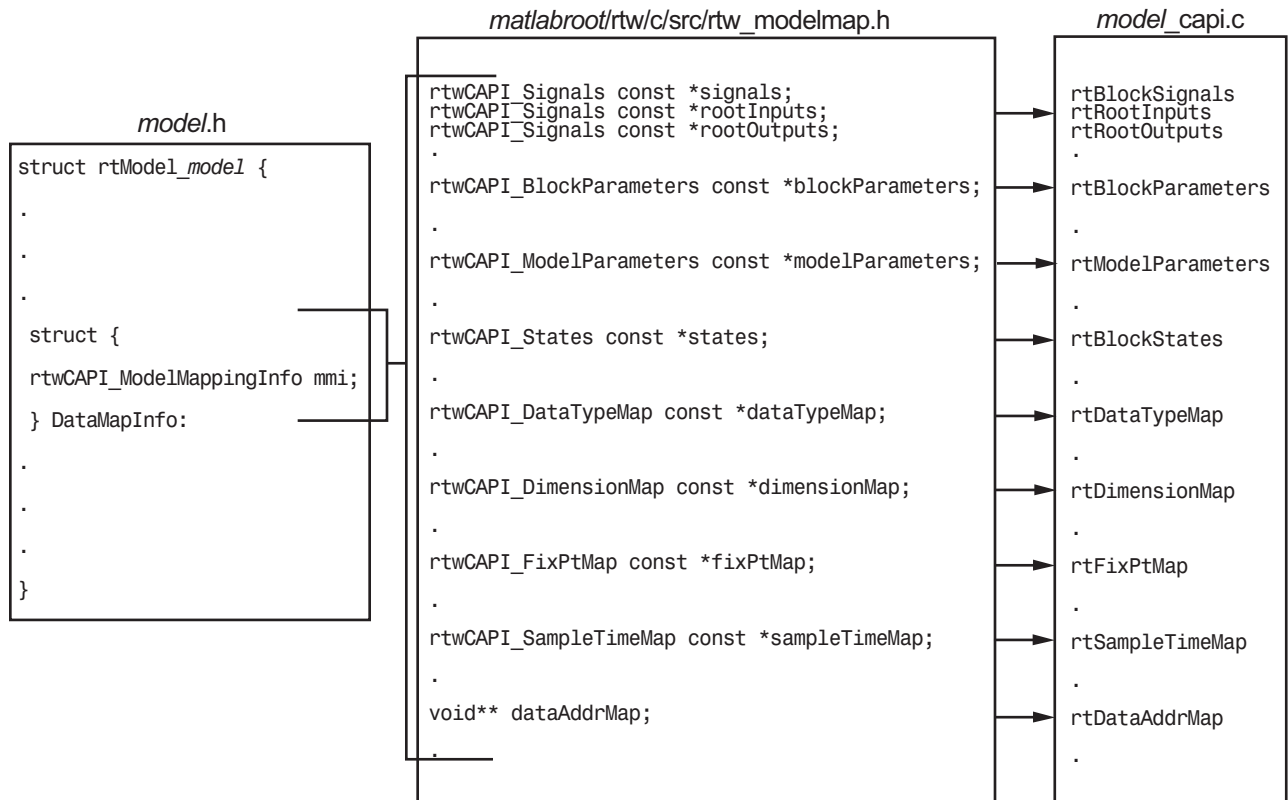 matlabroot/rtw/c/src/rtw_modelmap.h
model_capi.c
model.h
struct rtModel_model {
.
.
.
struct {
rtwCAPI_ModelMappingInfo mmi;
} DataMapInfo:
.
.
.
}
rtwCAPI_Signals const *signals;
rtwCAPI_Signals const *rootInputs;
rtwCAPI_Signals const *rootOutputs;
.
rtwCAPI_BlockParameters const *blockParameters;
.
rtwCAPI_ModelParameters const *modelParameters;
.
rtwCAPI_States const *states;
.
rtwCAPI_DataTypeMap const *dataTypeMap;
.
rtwCAPI_DimensionMap const *dimensionMap;
.
rtwCAPI_FixPtMap const *fixPtMap;
.
rtwCAPI_SampleTimeMap const *sampleTimeMap;
.
void** dataAddrMap;
.
rtBlockSignals
rtRootInputs
rtRootOutputs
.
rtBlockParameters
.
rtModelParameters
.
rtBlockStates
.
rtDataTypeMap
.
rtDimensionMap
.
rtFixPtMap
.
rtSampleTimeMap
.
rtDataAddrMap
.